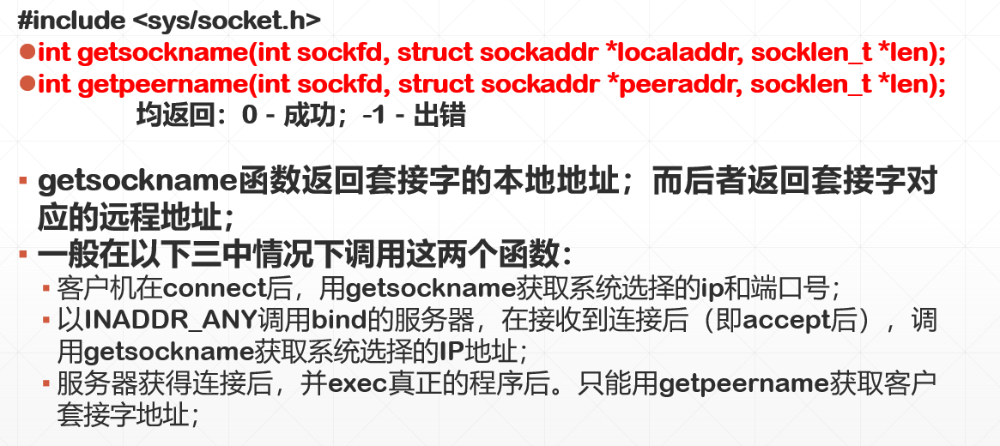 #include <sys/socket.h>
●int getsockname(int sockfd, struct sockaddr *localaddr, socklen_t *len);
●int getpeername(int sockfd, struct sockaddr *peeraddr, socklen_t *len);
均返回：0 - 成功；-1 - 出错
▪ getsockname函数返回套接字的本地地址；而后者返回套接字对
应的远程地址；
▪ 一般在以下三中情况下调用这两个函数：
▪ 客户机在connect后，用getsockname获取系统选择的ip和端口号；
▪ 以INADDR_ANY调用bind的服务器，在接收到连接后（即accept后），调
用getsockname获取系统选择的IP地址；
▪ 服务器获得连接后，并exec真正的程序后。只能用getpeername获取客户
套接字地址；